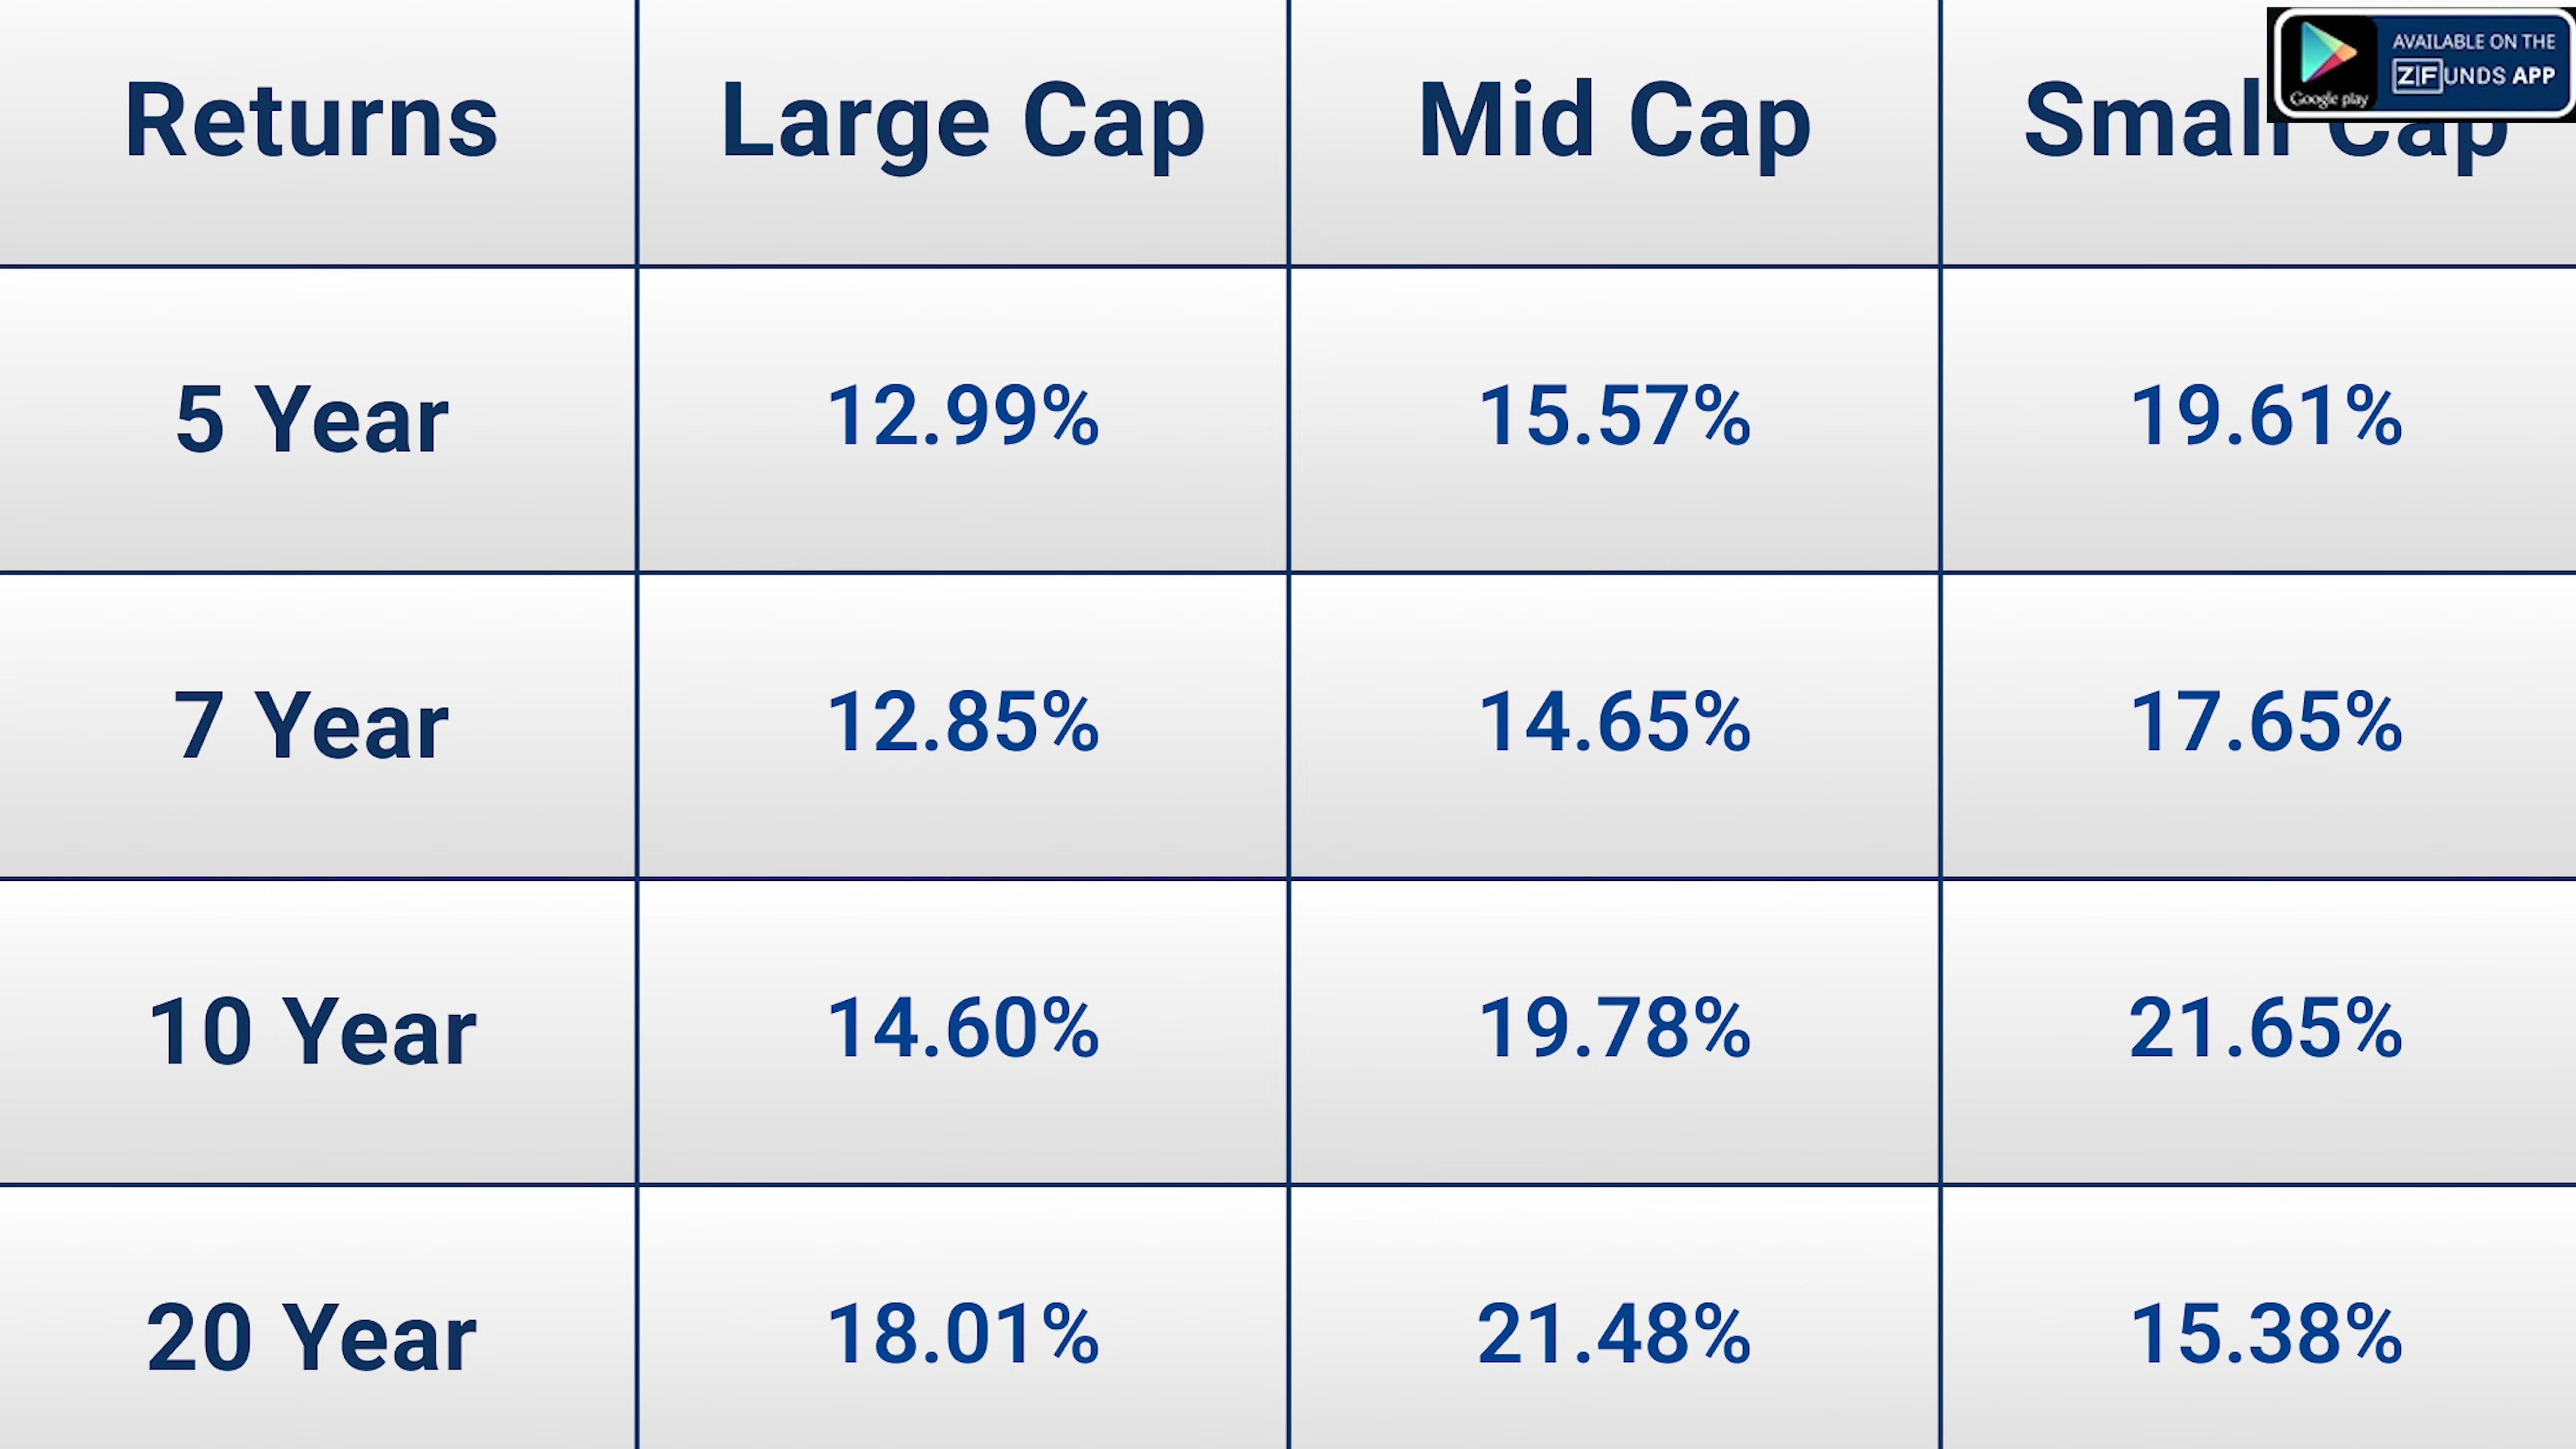 Returns Large Cap Mid Cap Small Cap
AVAILABLE ON THE
ZFUNDS APP
Google play
5 Year 12.99% 15.57% 19.61%
7 Year 12.85% 14.65% 17.65%
10 Year 14.60% 19.78% 21.65%
20 Year 18.01% 21.48% 15.38%